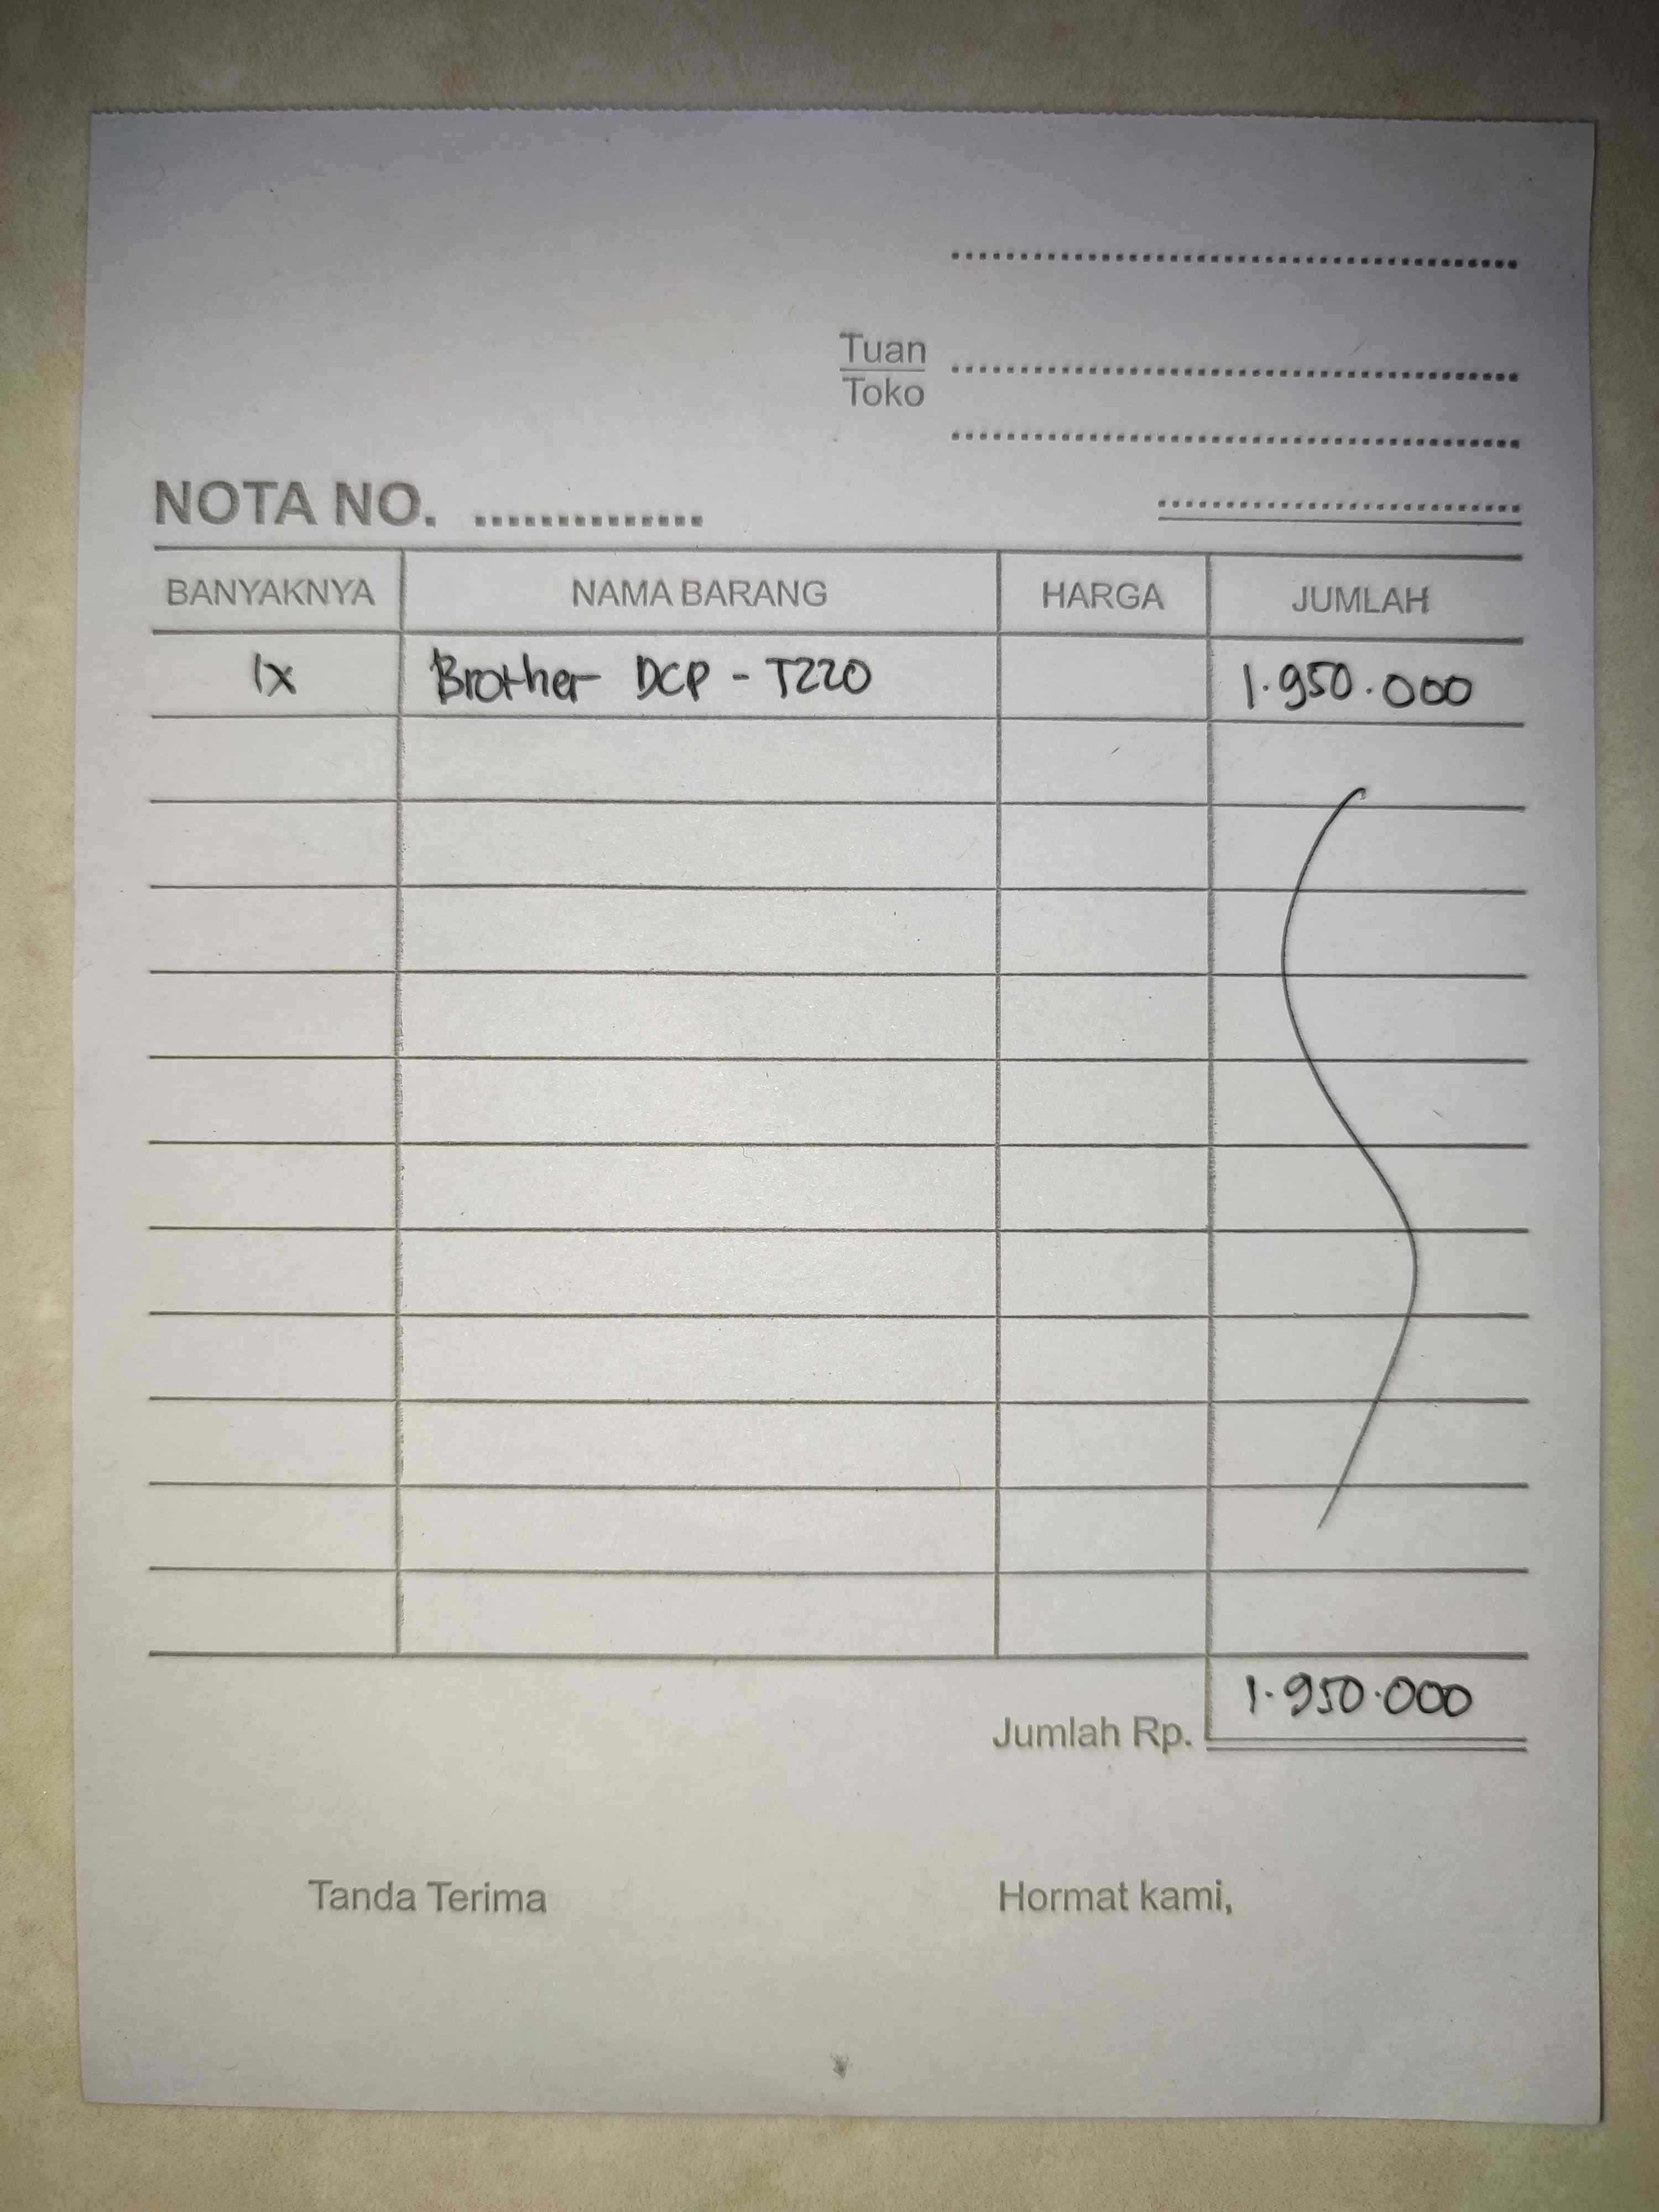 Tuan
Toko
NOTA NO. ..............
BANYAKNYA NAMA BARANG HARGA JUMLAH
1x Brother DCP - T220 1.950.000
Jumlah Rp. 1.950.000
Tanda Terima Hormat kami,